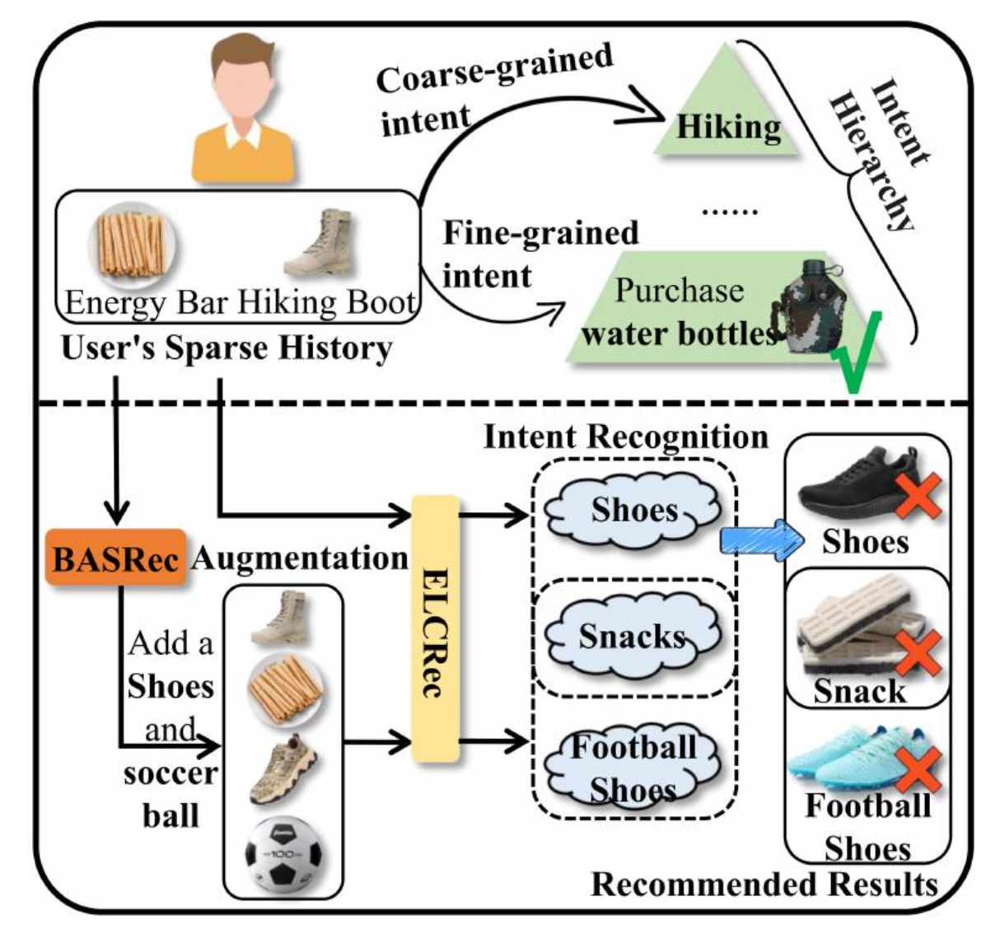 Coarse-grained
intent
Hiking
Intent
Hierarchy
......
Fine-grained
intent
Purchase
water bottles
Energy Bar Hiking Boot
User's Sparse History
Intent Recognition
BASRec
Augmentation
ELCRec
Shoes
Snacks
Football
Shoes
Shoes
Snack
Football
Shoes
Add a
Shoes
and
soccer
ball
100
Recommended Results